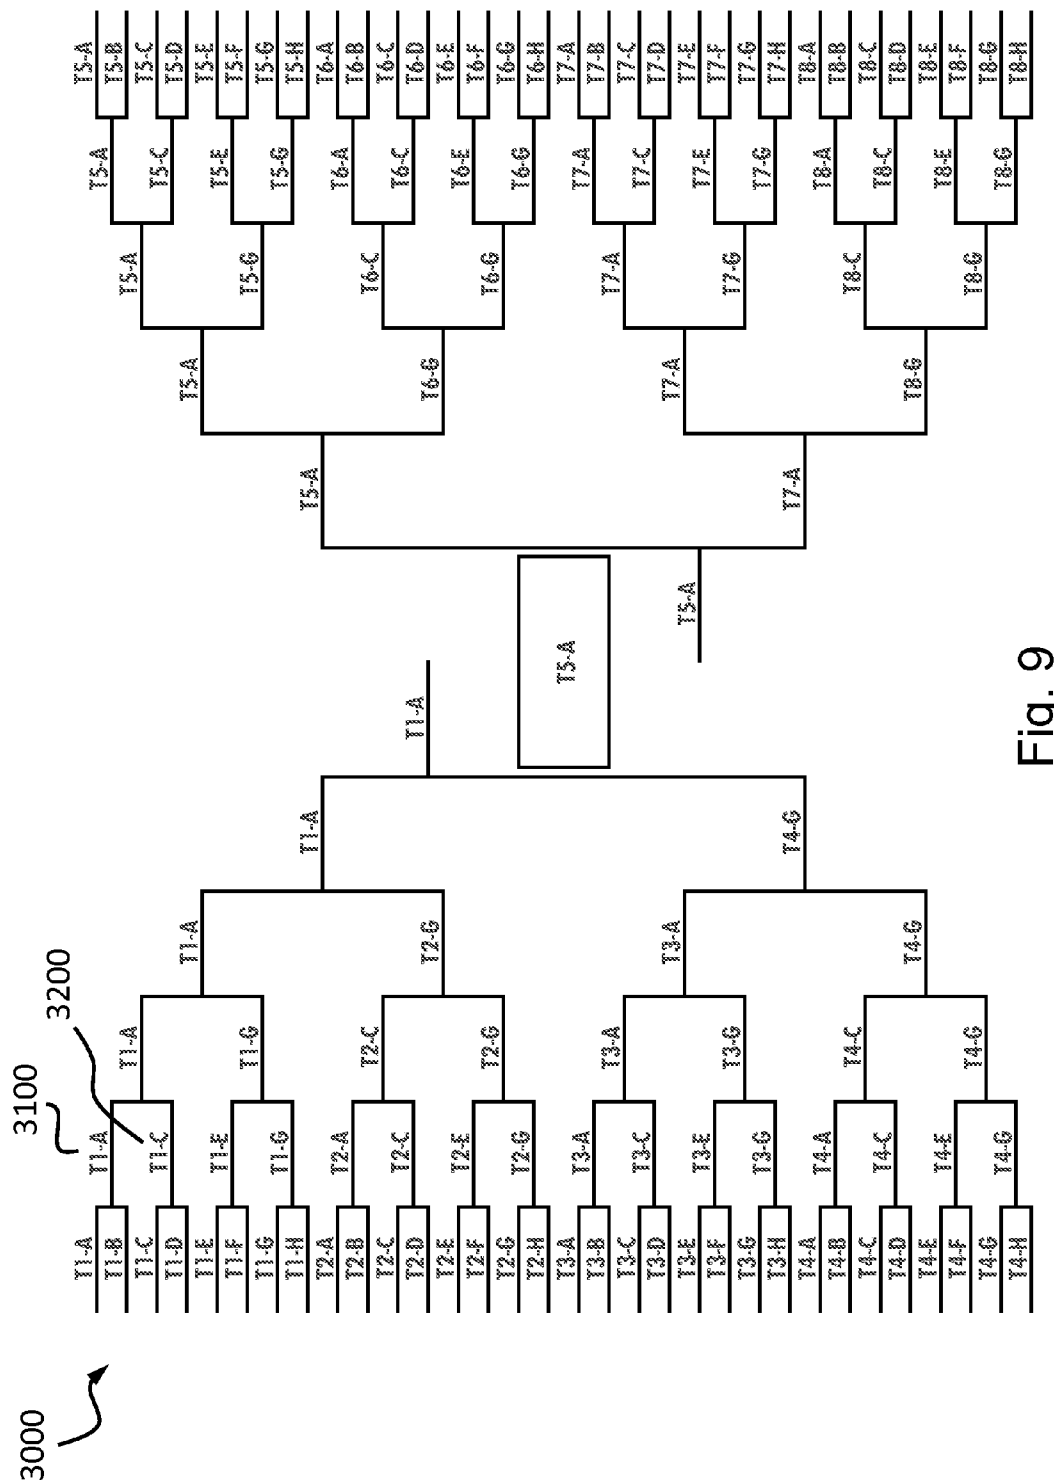 3000
3100
3200
T1-A
T1-B
T1-C
T1-D
T1-E
T1-F
T1-G
T1-H
T2-A
T2-B
T2-C
T2-D
T2-E
T2-F
T2-G
T2-H
T3-A
T3-B
T3-C
T3-D
T3-E
T3-F
T3-G
T3-H
T4-A
T4-B
T4-C
T4-D
T4-E
T4-F
T4-G
T4-H
T1-A
T1-C
T1-E
T1-G
T2-A
T2-C
T2-E
T2-G
T3-A
T3-C
T3-E
T3-G
T4-A
T4-C
T4-E
T4-G
T1-A
T1-G
T2-C
T2-G
T3-A
T3-G
T4-C
T4-G
T1-A
T2-G
T3-A
T4-G
T1-A
T4-G
T1-A
T5-A
T5-A
T5-A
T7-A
T5-A
T6-G
T7-A
T8-G
T5-A
T5-G
T6-C
T6-G
T7-A
T7-G
T8-C
T8-G
T5-A
T5-C
T5-E
T5-G
T6-A
T6-C
T6-E
T6-G
T7-A
T7-C
T7-E
T7-G
T8-A
T8-C
T8-E
T8-G
T5-A
T5-B
T5-C
T5-D
T5-E
T5-F
T5-G
T5-H
T6-A
T6-B
T6-C
T6-D
T6-E
T6-F
T6-G
T6-H
T7-A
T7-B
T7-C
T7-D
T7-E
T7-F
T7-G
T7-H
T8-A
T8-B
T8-C
T8-D
T8-E
T8-F
T8-G
T8-H
Fig. 9